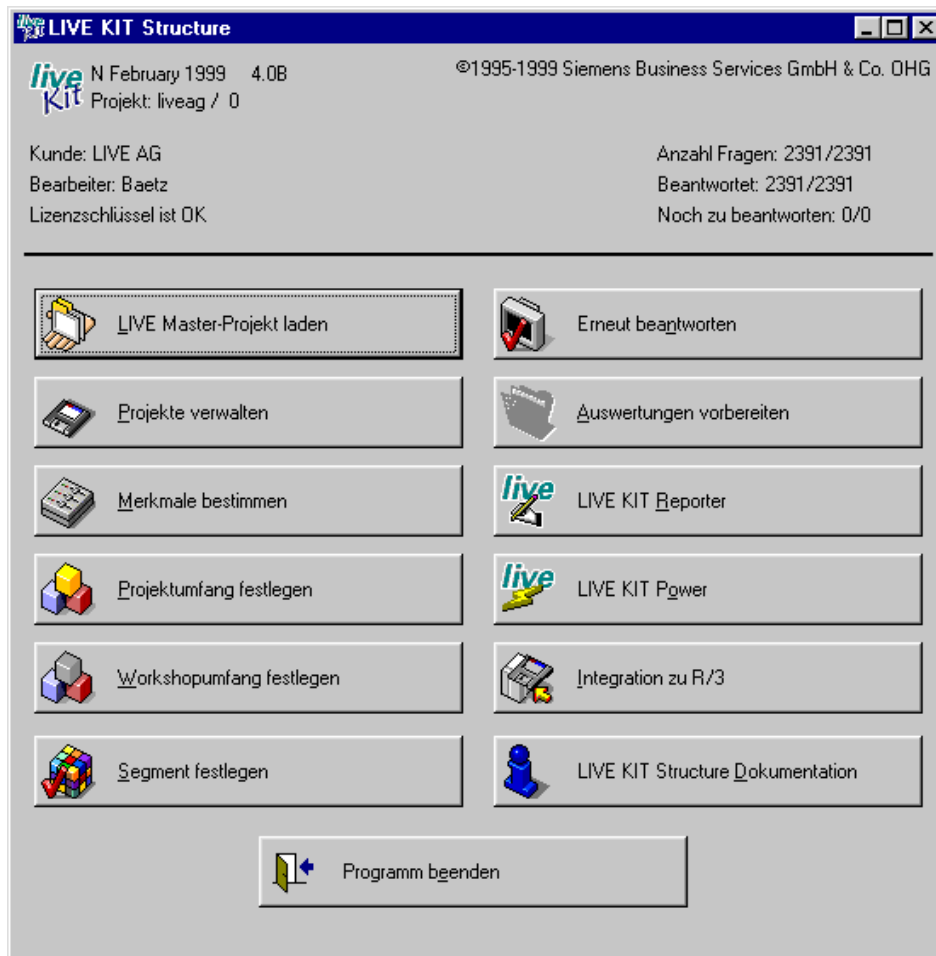 LIVE KIT Structure
live Kit
N February 1999 4.0B
©1995-1999 Siemens Business Services GmbH & Co. OHG
Projekt: liveag / 0
Kunde: LIVE AG
Anzahl Fragen: 2391/2391
Bearbeiter: Baetz
Beantwortet: 2391/2391
Lizenzschlüssel ist OK
Noch zu beantworten: 0/0
LIVE Master-Projekt laden
Erneut beantworten
Projekte verwalten
Auswertungen vorbereiten
Merkmale bestimmen
live
LIVE KIT Reporter
Projektumfang festlegen
live
LIVE KIT Power
Workshopumfang festlegen
Integration zu R/3
Segment festlegen
LIVE KIT Structure Dokumentation
Programm beenden